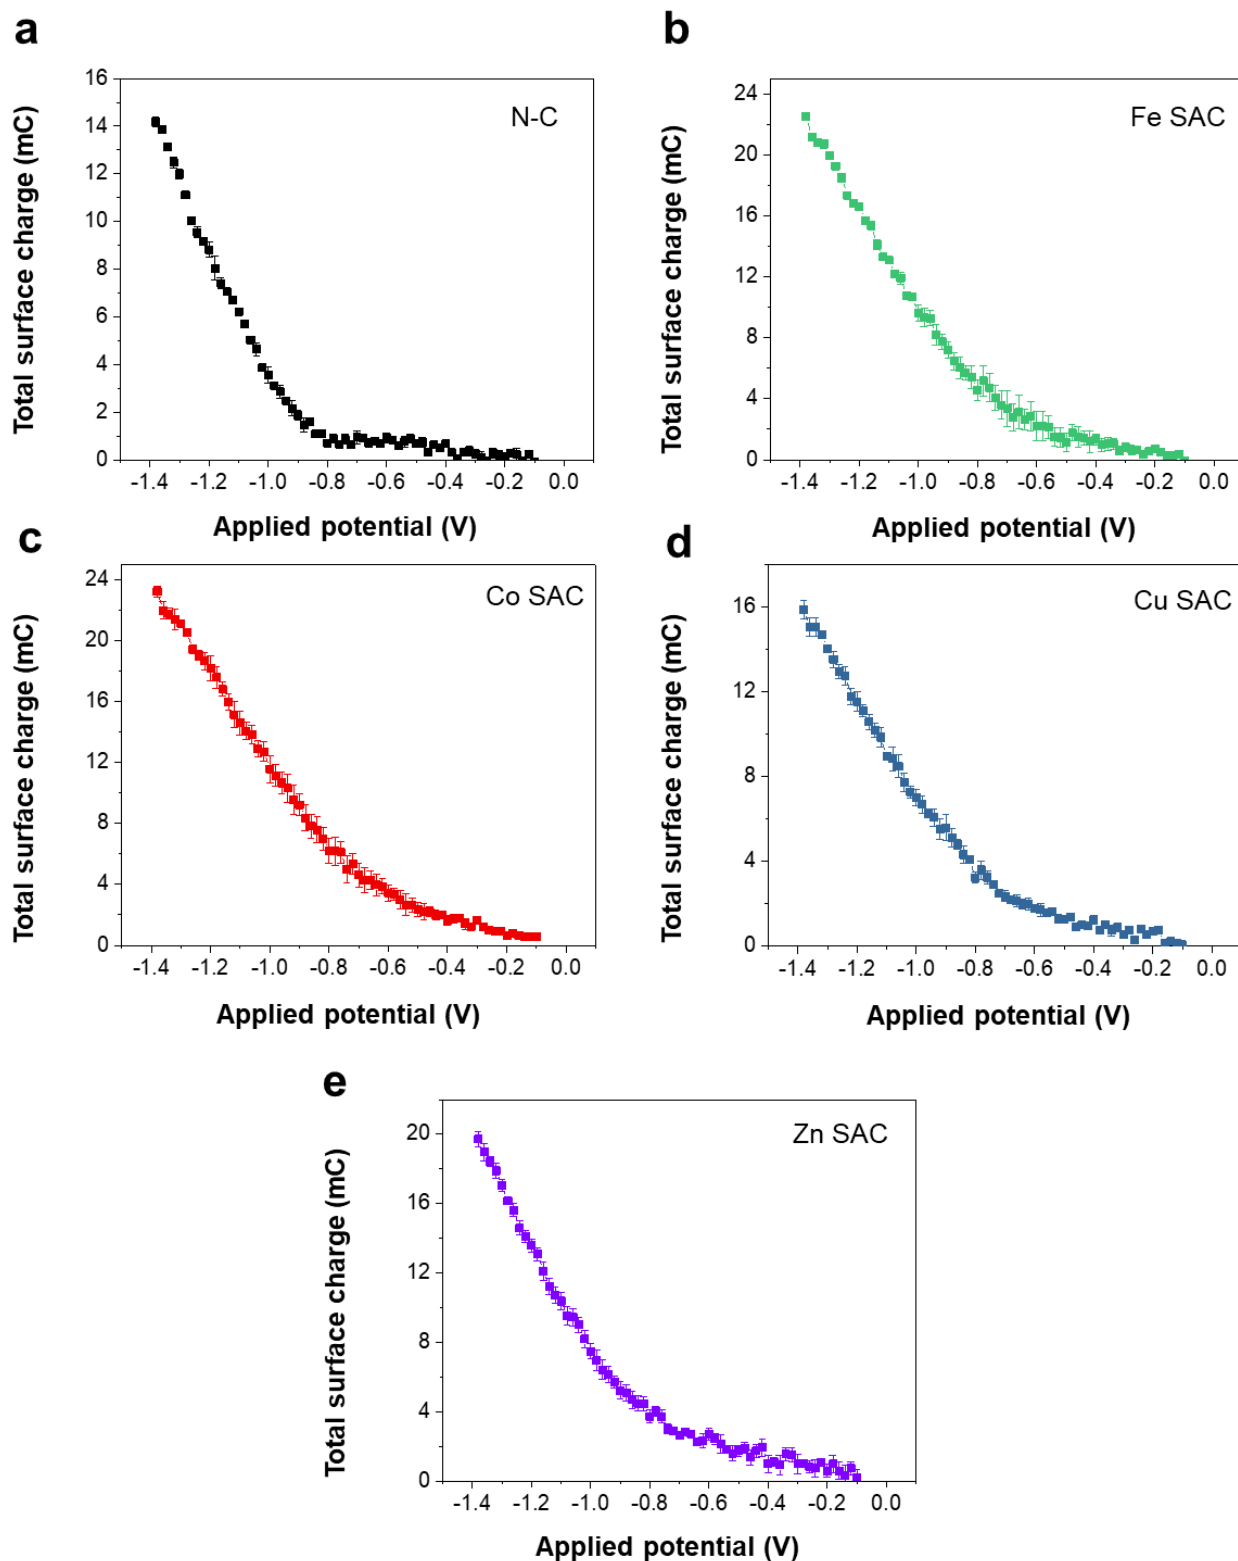 a
N-C
16
14
12
10
8
6
4
2
0
-1.4 -1.2 -1.0 -0.8 -0.6 -0.4 -0.2 0.0
Total surface charge (mC)
Applied potential (V)
b
Fe SAC
24
20
16
12
8
4
0
-1.4 -1.2 -1.0 -0.8 -0.6 -0.4 -0.2 0.0
Total surface charge (mC)
Applied potential (V)
c
Co SAC
24
20
16
12
8
4
0
-1.4 -1.2 -1.0 -0.8 -0.6 -0.4 -0.2 0.0
Total surface charge (mC)
Applied potential (V)
d
Cu SAC
16
12
8
4
0
-1.4 -1.2 -1.0 -0.8 -0.6 -0.4 -0.2 0.0
Total surface charge (mC)
Applied potential (V)
e
Zn SAC
20
16
12
8
4
0
-1.4 -1.2 -1.0 -0.8 -0.6 -0.4 -0.2 0.0
Total surface charge (mC)
Applied potential (V)